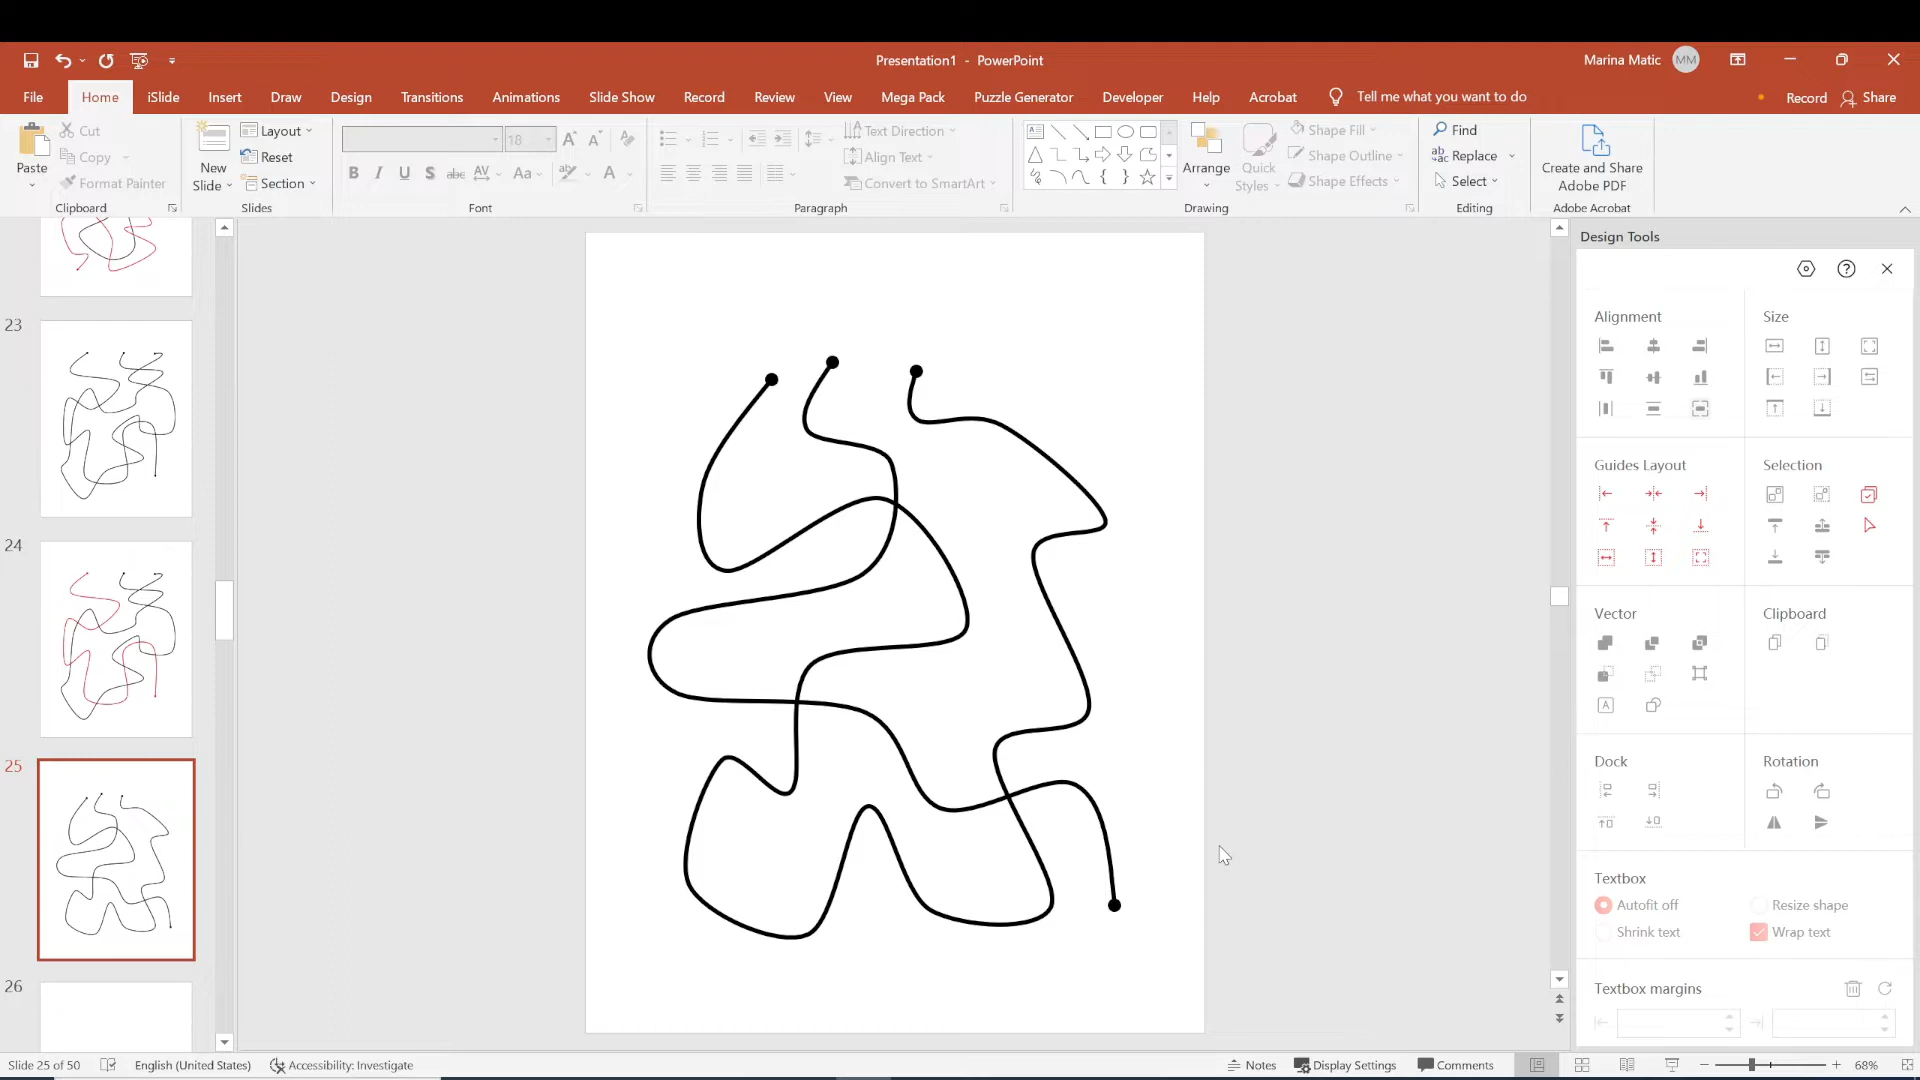 Presentation1 - PowerPoint
Marina Matic MM
File Home iSlide Insert Draw Design Transitions Animations Slide Show Record Review View Mega Pack Puzzle Generator Developer Help Acrobat Tell me what you want to do Record Share
Paste
Cut
Copy
Format Painter
Clipboard
New
Slide
Layout
Reset
Section
Slides
18
B I U S abc AV Aa A
Font
Text Direction
Align Text
Convert to SmartArt
Paragraph
Arrange
Quick
Styles
Shape Fill
Shape Outline
Shape Effects
Drawing
Find
Replace
Select
Editing
Create and Share
Adobe PDF
Adobe Acrobat
23
24
25
26
Design Tools
Alignment
Size
Guides Layout
Selection
Vector
Clipboard
Dock
Rotation
Textbox
Autofit off
Resize shape
Shrink text
Wrap text
Textbox margins
Slide 25 of 50 English (United States) Accessibility: Investigate Notes Display Settings Comments 68%